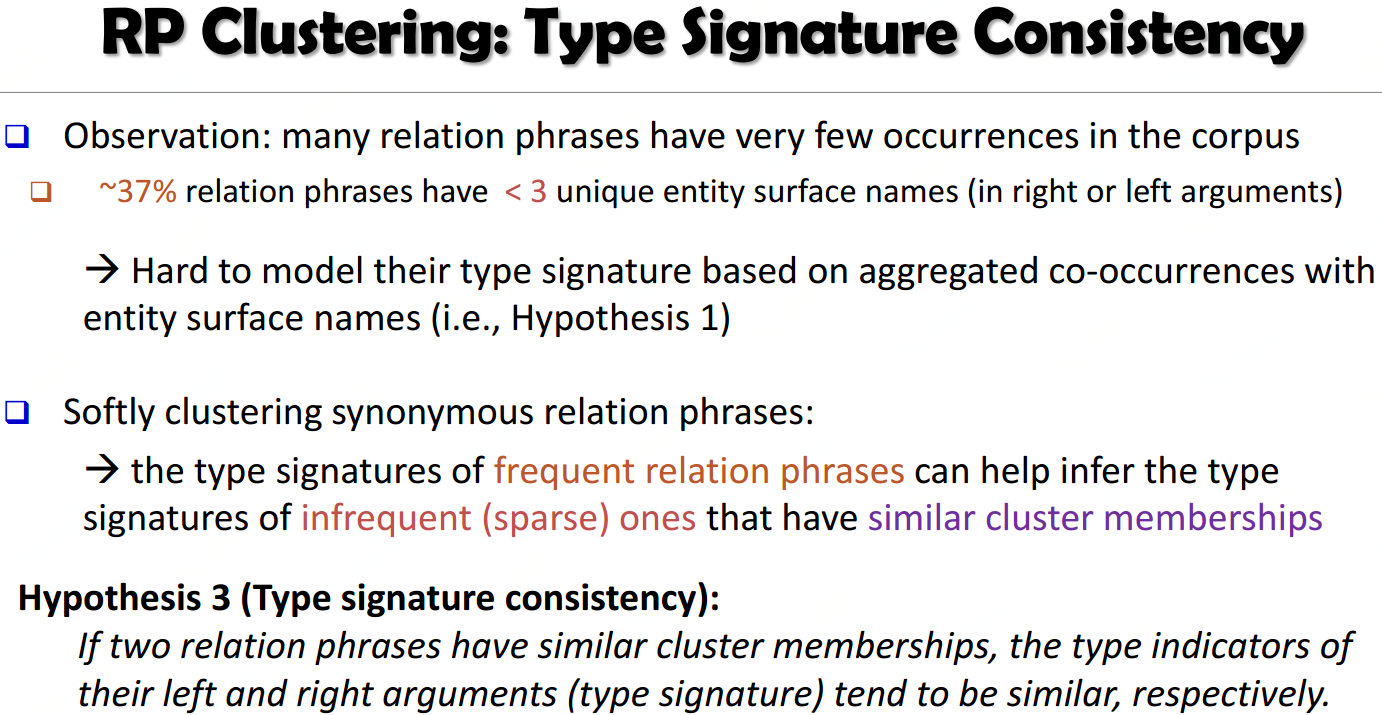 RP Clustering: Type Signature Consistency
Observation: many relation phrases have very few occurrences in the corpus
~37% relation phrases have < 3 unique entity surface names (in right or left arguments)
→ Hard to model their type signature based on aggregated co-occurrences with
entity surface names (i.e., Hypothesis 1)
Softly clustering synonymous relation phrases:
→ the type signatures of frequent relation phrases can help infer the type
signatures of infrequent (sparse) ones that have similar cluster memberships
Hypothesis 3 (Type signature consistency):
If two relation phrases have similar cluster memberships, the type indicators of
their left and right arguments (type signature) tend to be similar, respectively.